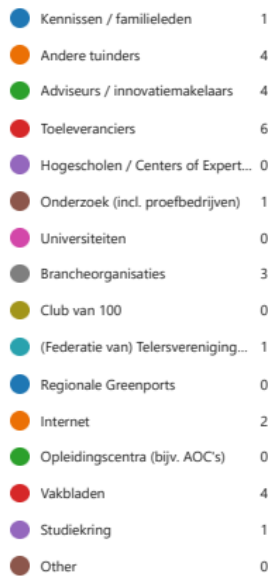 Kennissen / familieleden 1
Andere tuinders 4
Adviseurs / innovatiemakelaars 4
Toeleveranciers 6
Hogescholen / Centers of Expert... 0
Onderzoek (incl. proefbedrijven) 1
Universiteiten 0
Brancheorganisaties 3
Club van 100 0
(Federatie van) Telersvereniging... 1
Regionale Greenports 0
Internet 2
Opleidingscentra (bijv. AOC's) 0
Vakbladen 4
Studiekring 1
Other 0